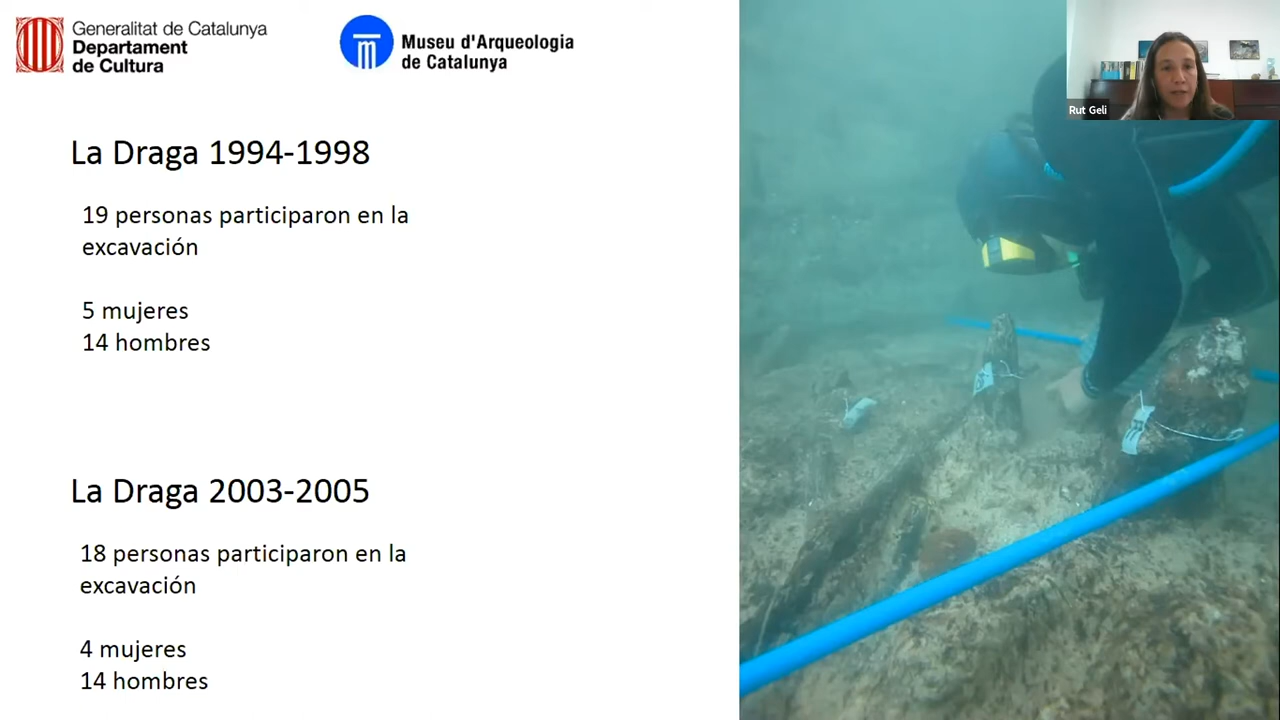 Generalitat de Catalunya
Departament
de Cultura
Museu d'Arqueologia
de Catalunya
Rut Geli
La Draga 1994-1998
19 personas participaron en la
excavación
5 mujeres
14 hombres
La Draga 2003-2005
18 personas participaron en la
excavación
4 mujeres
14 hombres